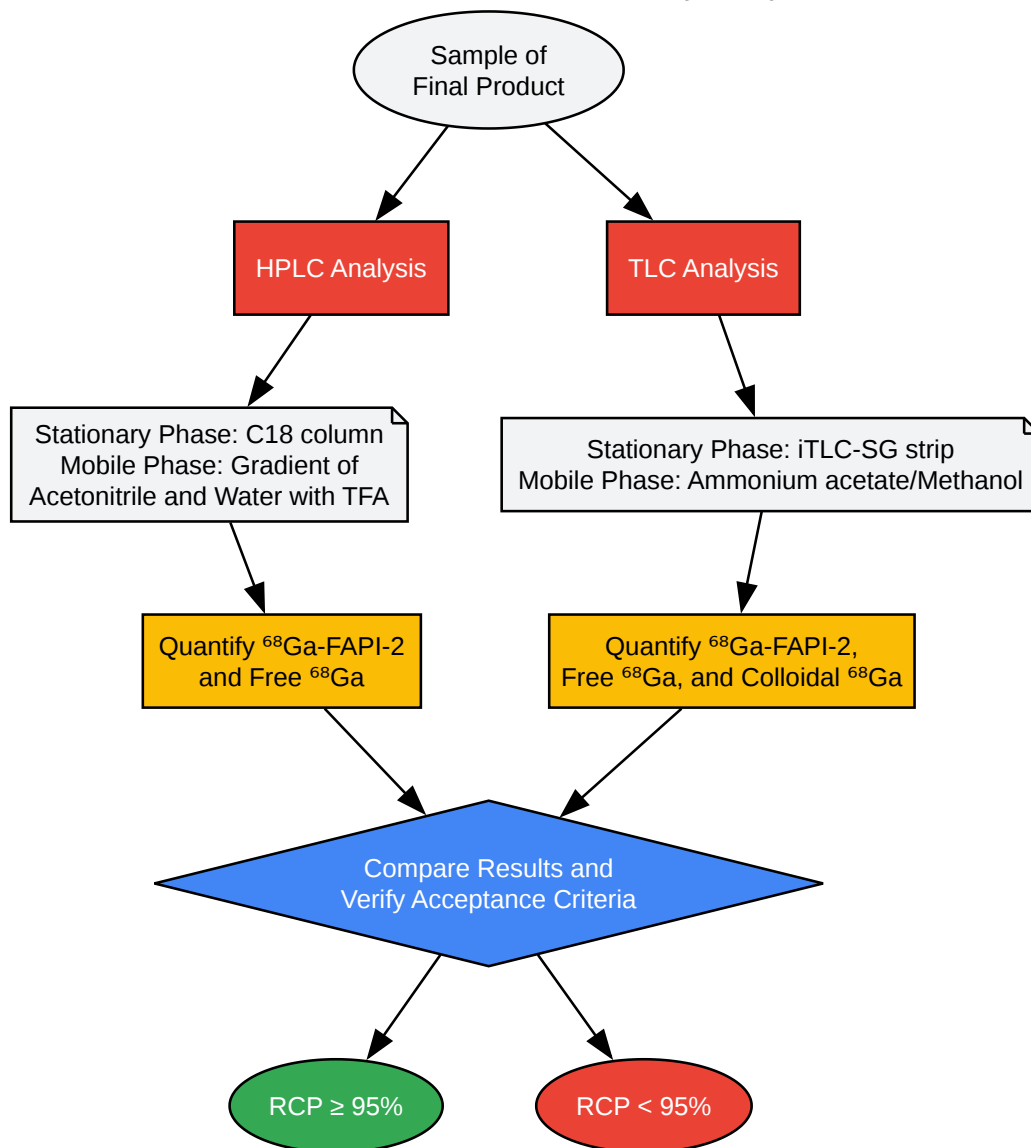 Sample of
Final Product
HPLC Analysis
TLC Analysis
Stationary Phase: C18 column
Mobile Phase: Gradient of
Acetonitrile and Water with TFA
Stationary Phase: iTLC-SG strip
Mobile Phase: Ammonium acetate/Methanol
Quantify ⁶⁸Ga-FAPI-2
and Free ⁶⁸Ga
Quantify ⁶⁸Ga-FAPI-2,
Free ⁶⁸Ga, and Colloidal ⁶⁸Ga
Compare Results and
Verify Acceptance Criteria
RCP ≥ 95%
RCP < 95%